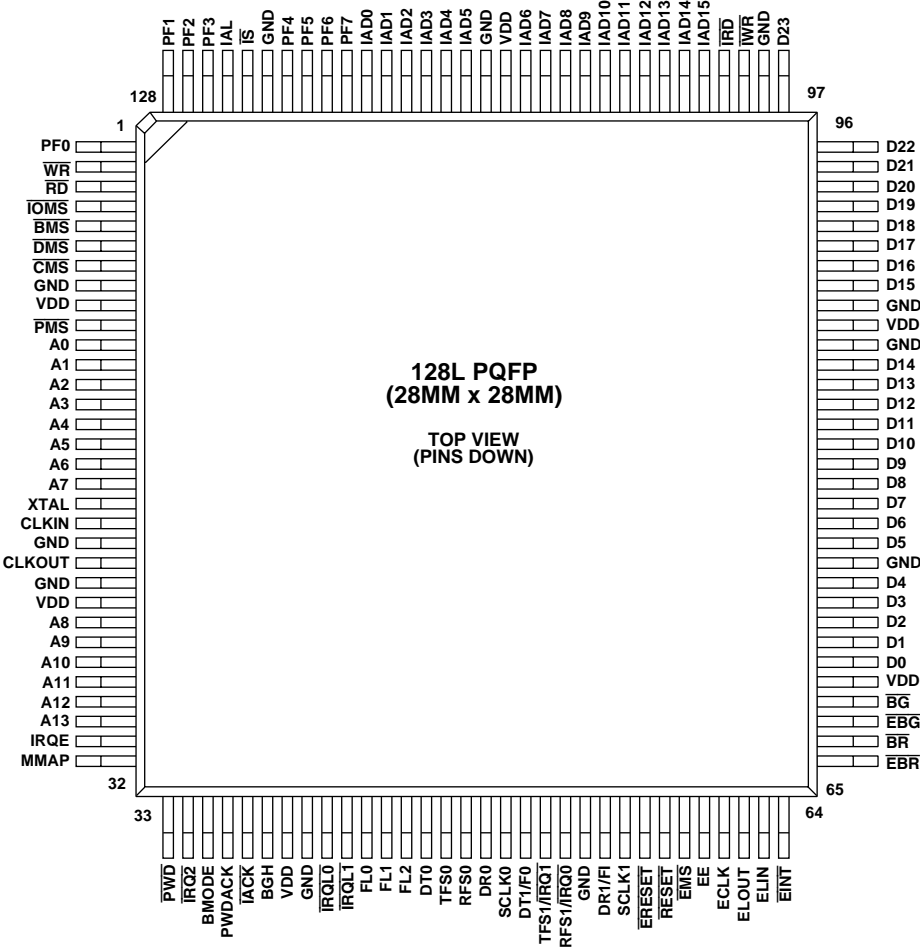 PF1
PF2
PF3
IAL
IS
GND
PF4
PF5
PF6
PF7
IAD0
IAD1
IAD2
IAD3
IAD4
IAD5
GND
VDD
IAD6
IAD7
IAD8
IAD9
IAD10
IAD11
IAD12
IAD13
IAD14
IAD15
IRD
IWR
GND
D23
128
97
1
96
PF0
WR
RD
IOMS
BMS
DMS
CMS
GND
VDD
PMS
A0
A1
A2
A3
A4
A5
A6
A7
XTAL
CLKIN
GND
CLKOUT
GND
VDD
A8
A9
A10
A11
A12
A13
IRQE
MMAP
128L PQFP
(28MM x 28MM)
TOP VIEW
(PINS DOWN)
D22
D21
D20
D19
D18
D17
D16
D15
GND
VDD
GND
D14
D13
D12
D11
D10
D9
D8
D7
D6
D5
GND
D4
D3
D2
D1
D0
VDD
BG
EBG
BR
EBR
32
65
33
64
PWD
IRQ2
BMODE
PWDACK
IACK
BGH
VDD
GND
IRQL0
IRQL1
FL0
FL1
FL2
DT0
TFS0
RFS0
DR0
SCLK0
DT1/F0
TFS1/IRQ1
RFS1/IRQ0
GND
DR1/FI
SCLK1
ERESET
RESET
EMS
EE
ECLK
ELOUT
ELIN
EINT